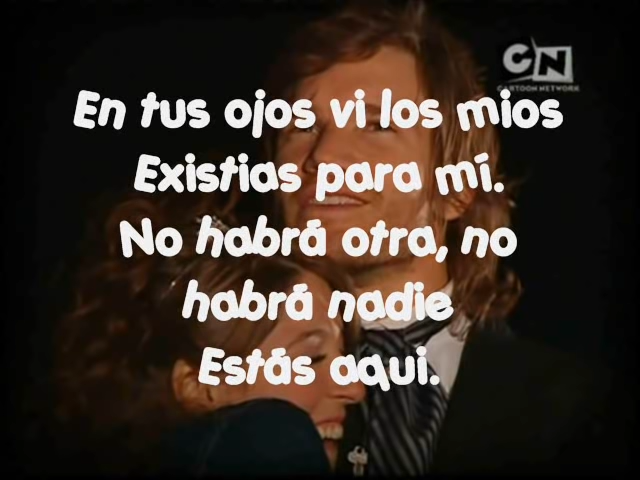 CN
CARTOON NETWORK
En tus ojos vi los mios
Existias para mí.
No habrá otra, no
habrá nadie
Estás aqui.